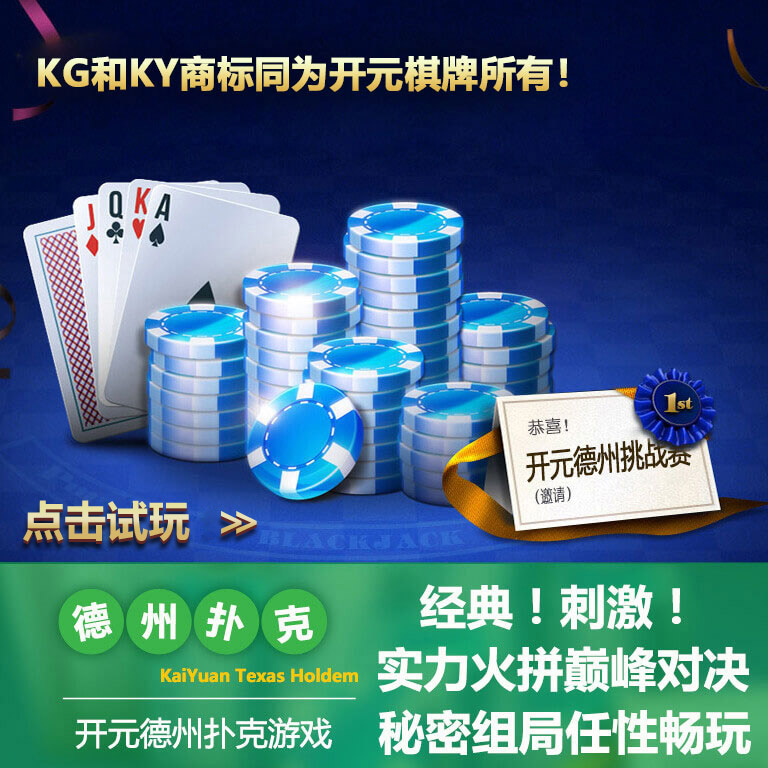 KG和KY商标同为开元棋牌所有！
J
Q
K
A
1st
恭喜！
开元德州挑战赛
（邀请）
点击试玩 >>
BLACKJACK
德州扑克
KaiYuan Texas Holdem
开元德州扑克游戏
经典！刺激！
实力火拼巅峰对决
秘密组局任性畅玩